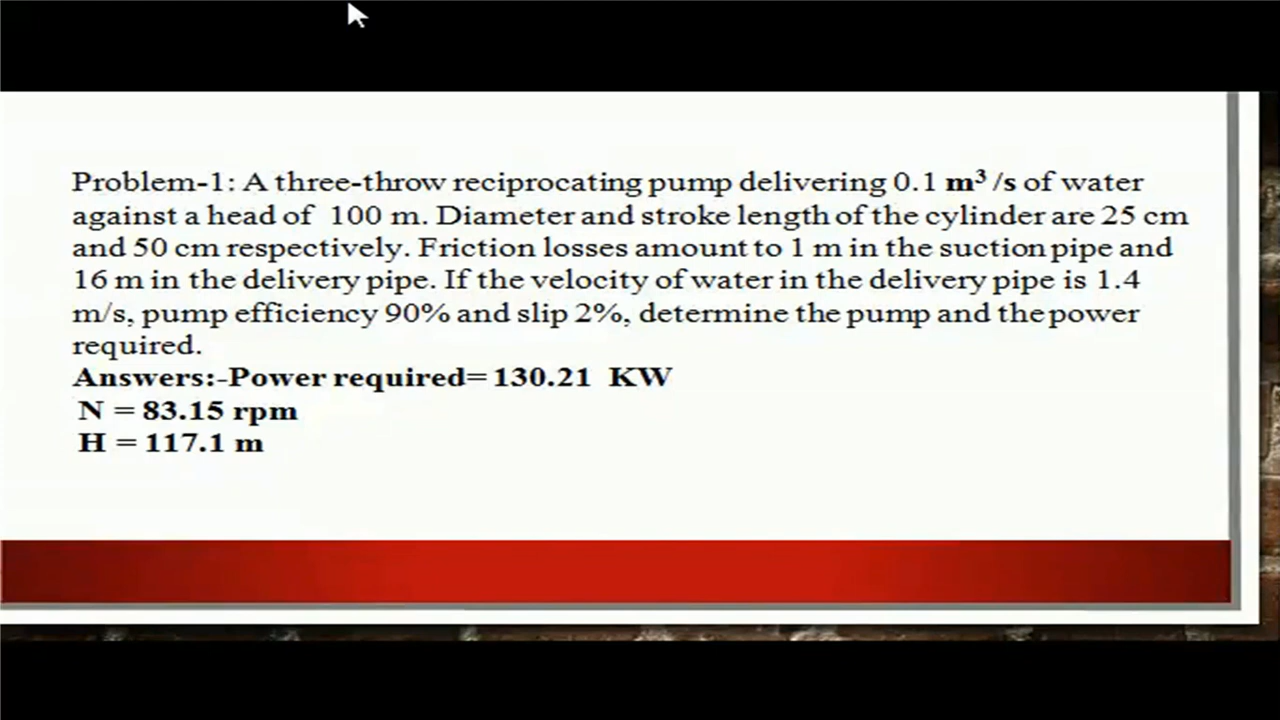 Problem-1: A three-throw reciprocating pump delivering 0.1 m³ /s of water
against a head of 100 m. Diameter and stroke length of the cylinder are 25 cm
and 50 cm respectively. Friction losses amount to 1 m in the suction pipe and
16 m in the delivery pipe. If the velocity of water in the delivery pipe is 1.4
m/s, pump efficiency 90% and slip 2%, determine the pump and the power
required.
Answers:-Power required= 130.21 KW
N = 83.15 rpm
H = 117.1 m